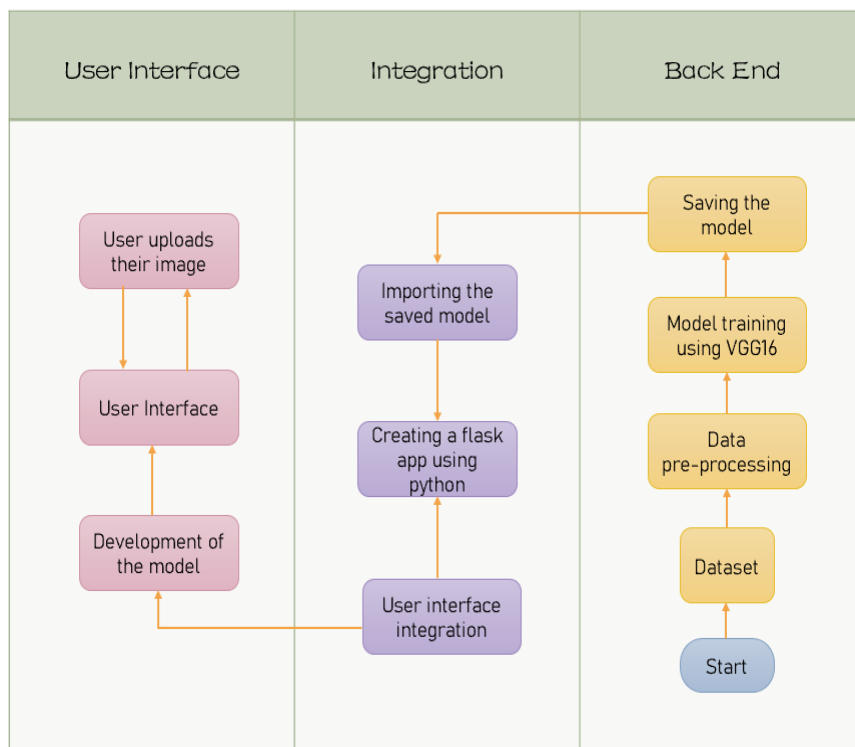 User Interface
Integration
Back End
User uploads
their image
User Interface
Development of
the model
Importing the
saved model
Creating a flask
app using
python
User interface
integration
Saving the
model
Model training
using VGG16
Data
pre-processing
Dataset
Start